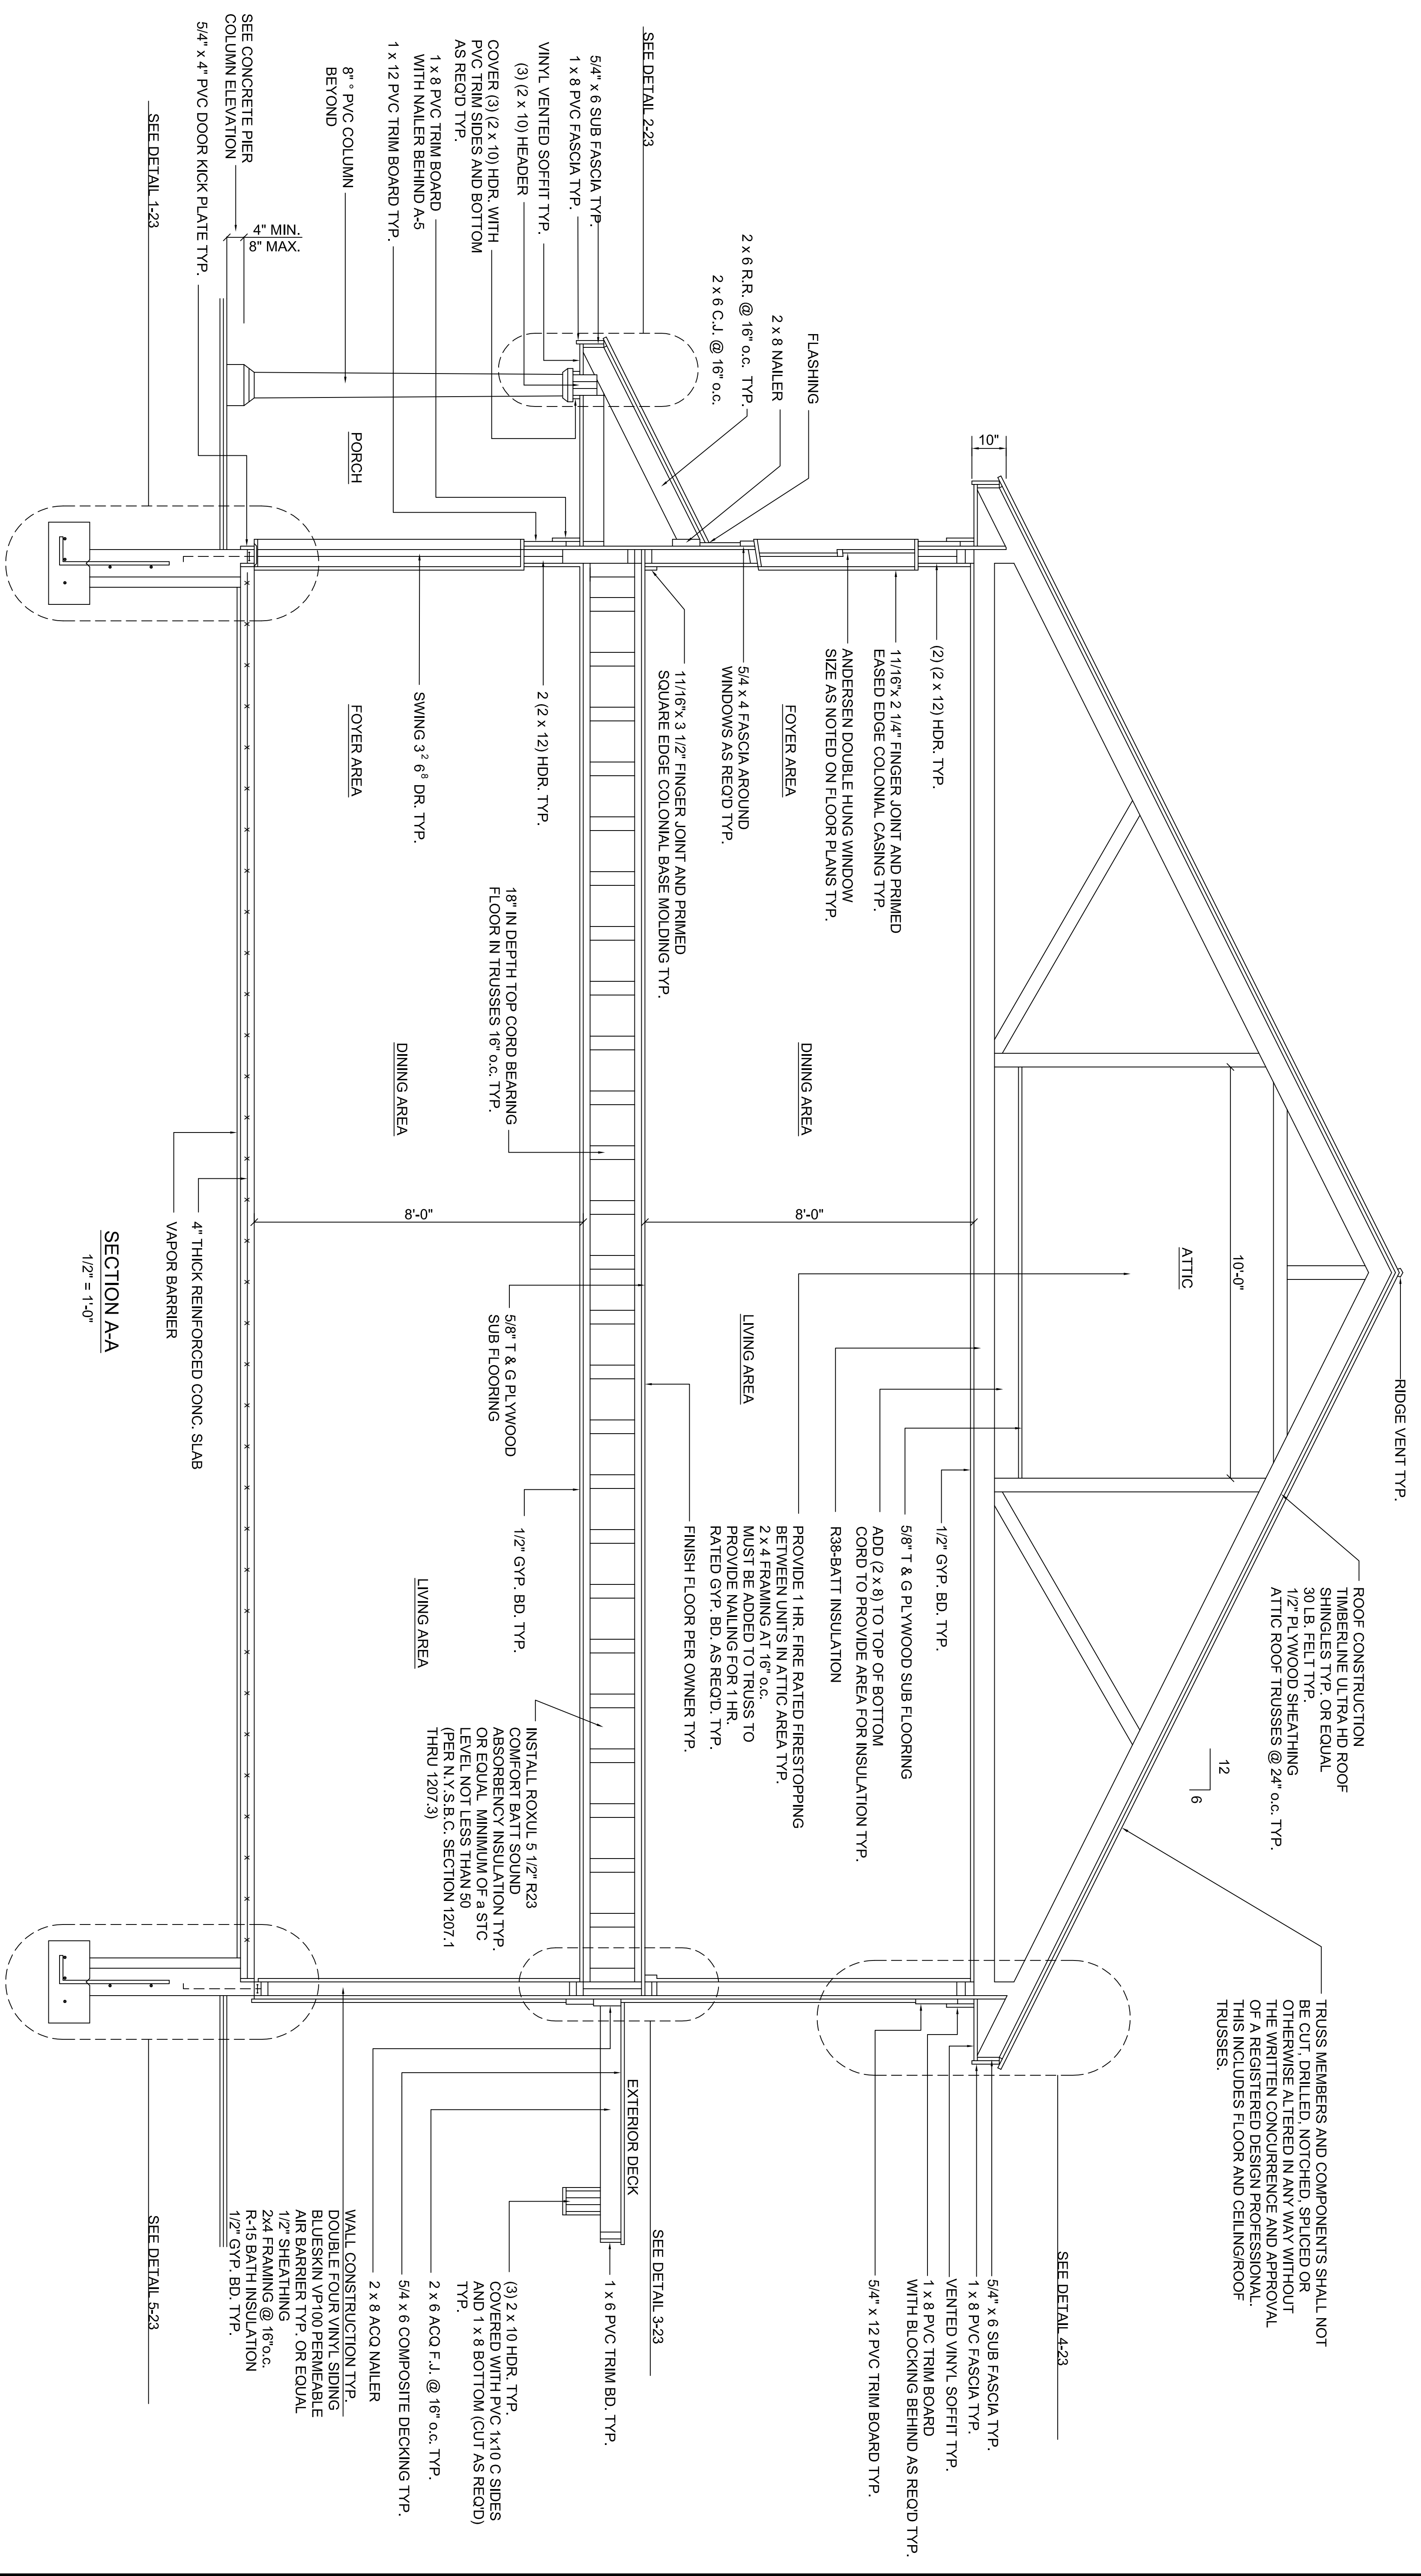 RIDGE VENT TYP.
ROOF CONSTRUCTION
TIMBERLINE ULTRA HD ROOF
SHINGLES TYP. OR EQUAL
30 LB. FELT TYP.
1/2" PLYWOOD SHEATHING
ATTIC ROOF TRUSSES @ 24" o.c. TYP.
12
6
TRUSS MEMBERS AND COMPONENTS SHALL NOT
BE CUT, DRILLED, NOTCHED, SPLICED OR
OTHERWISE ALTERED IN ANY WAY WITHOUT
THE WRITTEN CONCURRENCE AND APPROVAL
OF A REGISTERED DESIGN PROFESSIONAL.
THIS INCLUDES FLOOR AND CEILING/ROOF
TRUSSES.
10'-0"
ATTIC
10"
SEE DETAIL 4-23
5/4" x 6 SUB FASCIA TYP.
1 x 8 PVC FASCIA TYP.
VENTED VINYL SOFFIT TYP.
1 x 8 PVC TRIM BOARD
WITH BLOCKING BEHIND AS REQ'D TYP.
5/4" x 12 PVC TRIM BOARD TYP.
(2) (2 x 12) HDR. TYP.
11/16"x 2 1/4" FINGER JOINT AND PRIMED
EASED EDGE COLONIAL CASING TYP.
ANDERSEN DOUBLE HUNG WINDOW
SIZE AS NOTED ON FLOOR PLANS TYP.
FOYER AREA
5/4 x 4 FASCIA AROUND
WINDOWS AS REQ'D TYP.
11/16"x 3 1/2" FINGER JOINT AND PRIMED
SQUARE EDGE COLONIAL BASE MOLDING TYP.
DINING AREA
8'-0"
LIVING AREA
1/2" GYP. BD. TYP.
5/8" T & G PLYWOOD SUB FLOORING
ADD (2 x 8) TO TOP OF BOTTOM
CORD TO PROVIDE AREA FOR INSULATION TYP.
R38-BATT INSULATION
PROVIDE 1 HR. FIRE RATED FIRESTOPPING
BETWEEN UNITS IN ATTIC AREA TYP.
2 x 4 FRAMING AT 16" o.c.
MUST BE ADDED TO TRUSS TO
PROVIDE NAILING FOR 1 HR.
RATED GYP. BD. AS REQ'D. TYP.
FINISH FLOOR PER OWNER TYP.
FLASHING
2 x 8 NAILER
2 x 6 R.R. @ 16" o.c. TYP.
2 x 6 C.J. @ 16" o.c.
SEE DETAIL 2-23
5/4" x 6 SUB FASCIA TYP.
1 x 8 PVC FASCIA TYP.
VINYL VENTED SOFFIT TYP.
(3) (2 x 10) HEADER
COVER (3) (2 x 10) HDR. WITH
PVC TRIM SIDES AND BOTTOM
AS REQ'D TYP.
1 x 8 PVC TRIM BOARD
WITH NAILER BEHIND A-5
1 x 12 PVC TRIM BOARD TYP.
8" ° PVC COLUMN
BEYOND
PORCH
4" MIN.
8" MAX.
SEE CONCRETE PIER
COLUMN ELEVATION
5/4" x 4" PVC DOOR KICK PLATE TYP.
SEE DETAIL 1-23
2 (2 x 12) HDR. TYP.
SWING 3² 6⁸ DR. TYP.
FOYER AREA
18" IN DEPTH TOP CORD BEARING
FLOOR IN TRUSSES 16" o.c. TYP.
DINING AREA
8'-0"
5/8" T & G PLYWOOD
SUB FLOORING
1/2" GYP. BD. TYP.
LIVING AREA
INSTALL ROXUL 5 1/2" R23
COMFORT BATT SOUND
ABSORBENCY INSULATION TYP.
OR EQUAL MINIMUM OF a STC
LEVEL NOT LESS THAN 50
(PER N.Y.S.B.C. SECTION 1207.1
THRU 1207.3)
EXTERIOR DECK
SEE DETAIL 3-23
1 x 6 PVC TRIM BD. TYP.
(3) 2 x 10 HDR. TYP.
COVERED WITH PVC 1x10 C SIDES
AND 1 x 8 BOTTOM (CUT AS REQ'D)
TYP.
2 x 6 ACQ F.J. @ 16" o.c. TYP.
5/4 x 6 COMPOSITE DECKING TYP.
2 x 8 ACQ NAILER
WALL CONSTRUCTION TYP.
DOUBLE FOUR VINYL SIDING
BLUESKIN VP100 PERMEABLE
AIR BARRIER TYP. OR EQUAL
1/2" SHEATHING
2x4 FRAMING @ 16"o.c.
R-15 BATH INSULATION
1/2" GYP. BD. TYP.
SEE DETAIL 5-23
4" THICK REINFORCED CONC. SLAB
VAPOR BARRIER
SECTION A-A
1/2" = 1'-0"